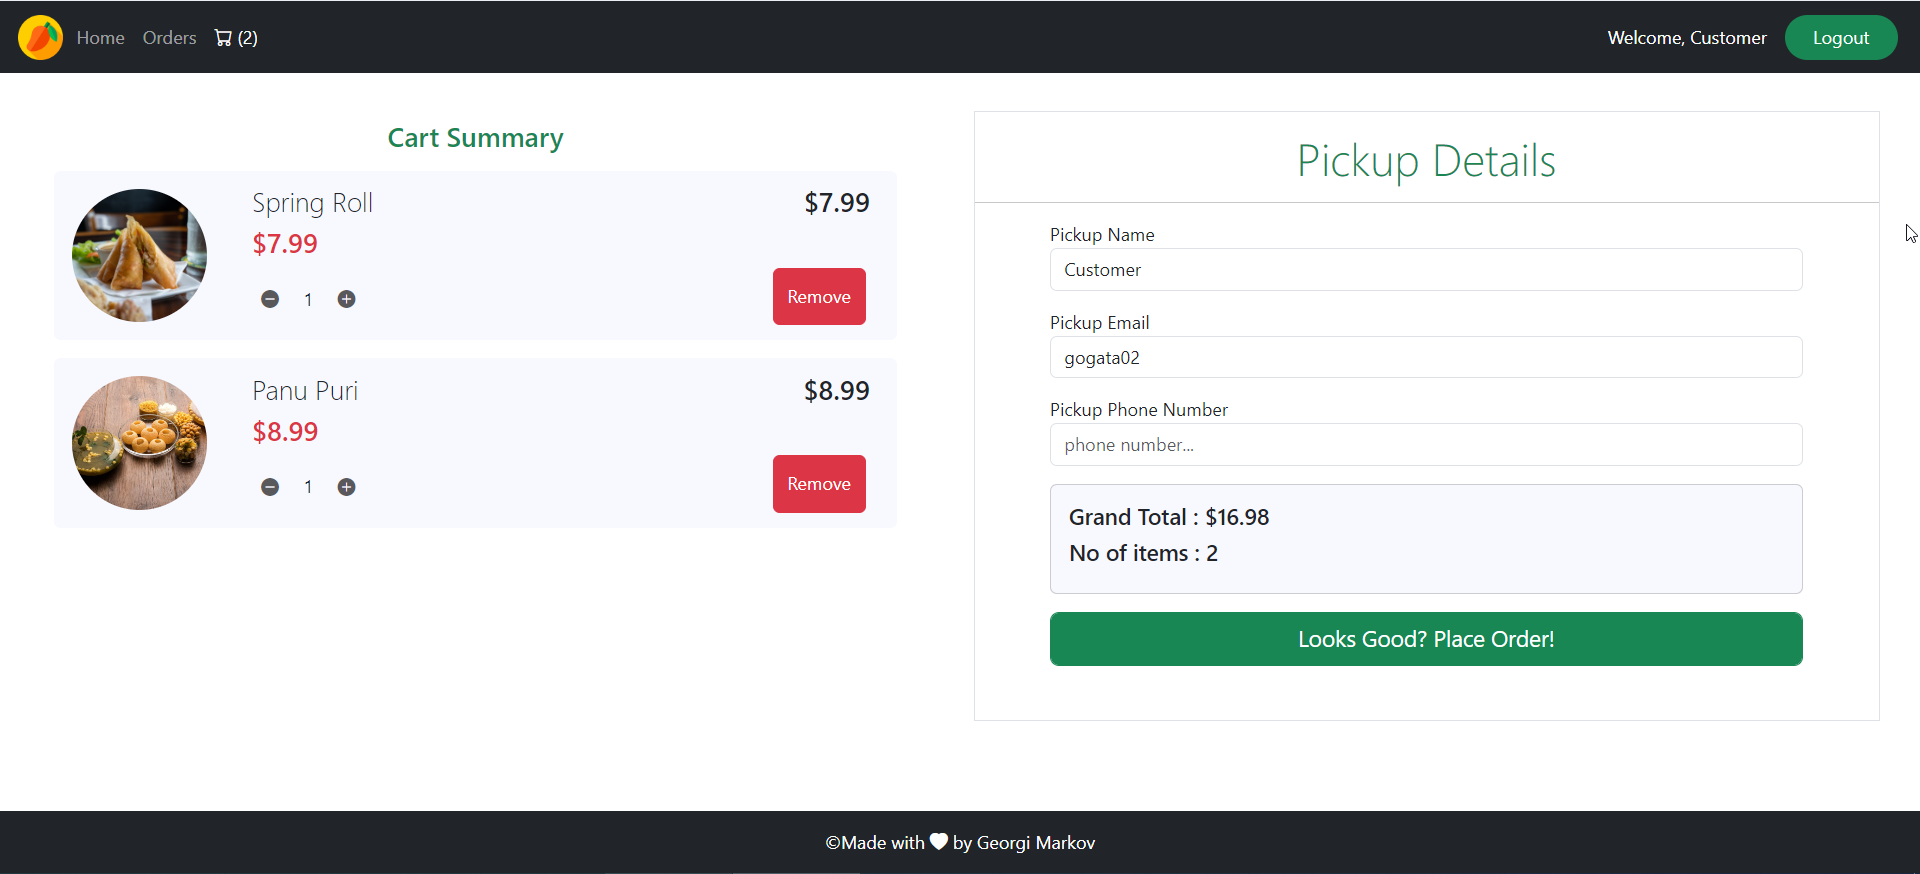 Home Orders (2) Welcome, Customer Logout
Cart Summary
Spring Roll $7.99
$7.99
1
Remove
Panu Puri $8.99
$8.99
1
Remove
Pickup Details
Pickup Name
Customer
Pickup Email
gogata02
Pickup Phone Number
phone number...
Grand Total : $16.98
No of items : 2
Looks Good? Place Order!
©Made with by Georgi Markov